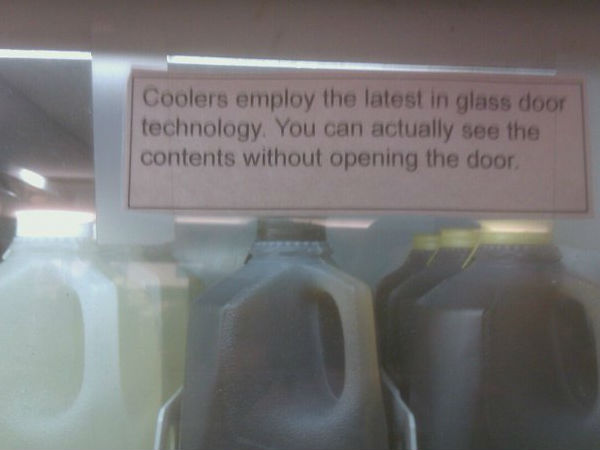 Coolers employ the latest in glass door
technology. You can actually see the
contents without opening the door.